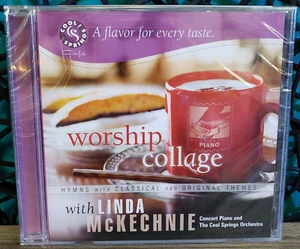 COOL SPRINGS
Cafe
A flavor for every taste.
PIANO
worship
collage
HYMNS WITH CLASSICAL AND ORIGINAL THEMES
with LINDA
McKECHNIE
Concert Piano and
The Cool Springs Orchestra